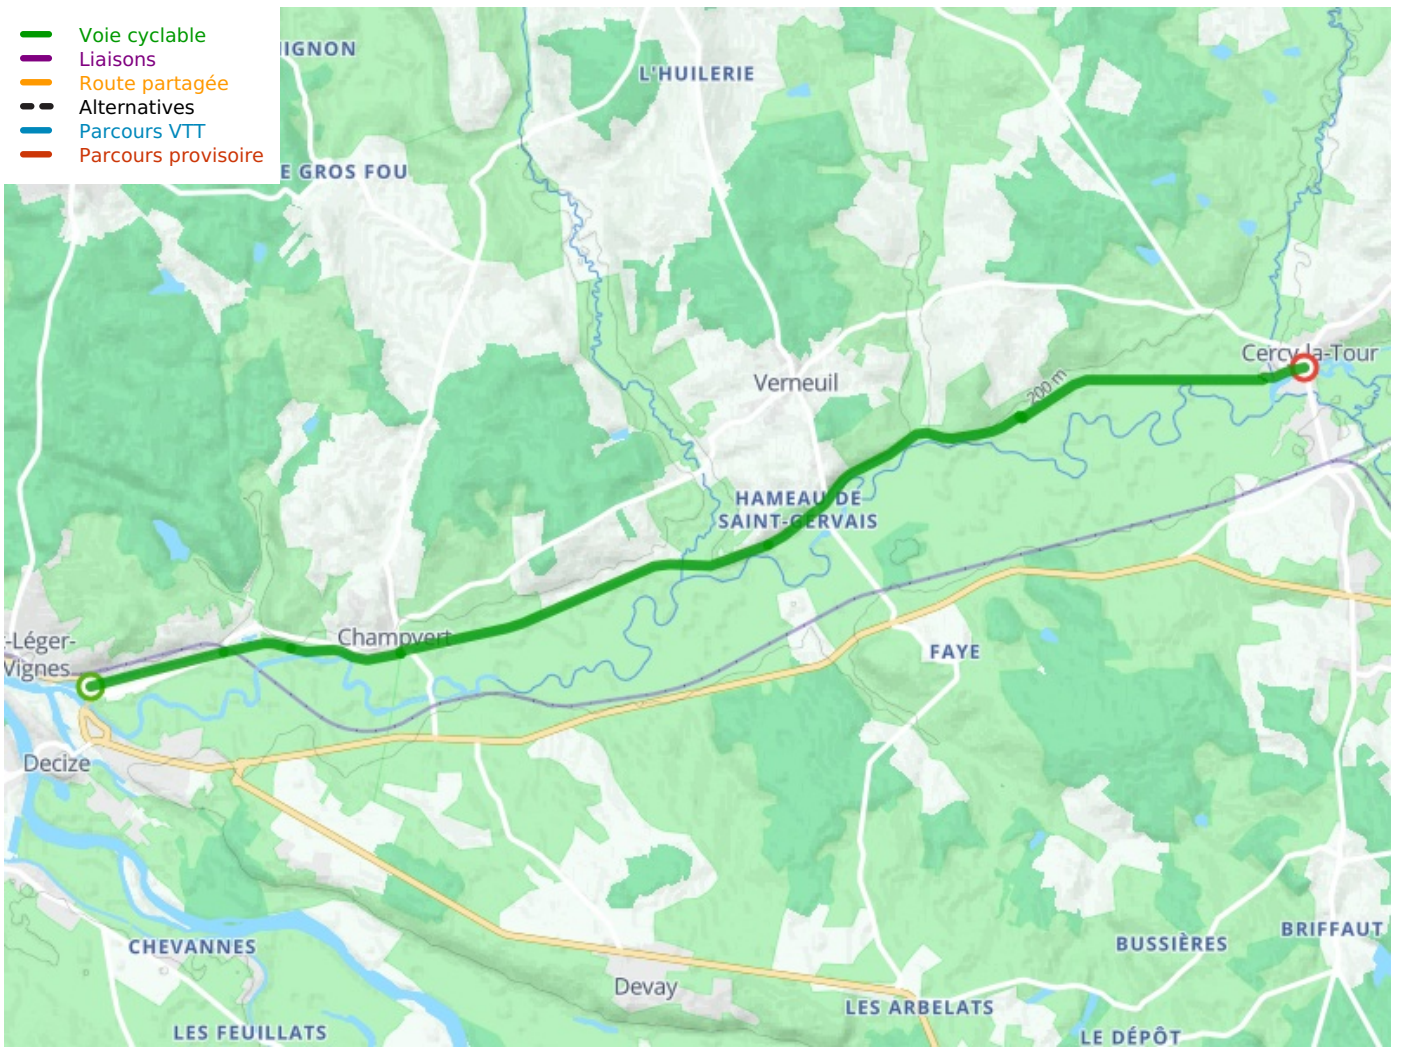 Voie cyclable
Liaisons
Route partagée
Alternatives
Parcours VTT
Parcours provisoire
IGNON
L'HUILERIE
E GROS FOU
Cercy-la-Tour
200 m
Verneuil
HAMEAU DE
SAINT-GERVAIS
Champvert
-Léger-
Vignes
FAYE
Decize
BRIFFAUT
BUSSIÈRES
CHEVANNES
Devay
LES ARBELATS
LES FEUILLATS
LE DÉPÔT